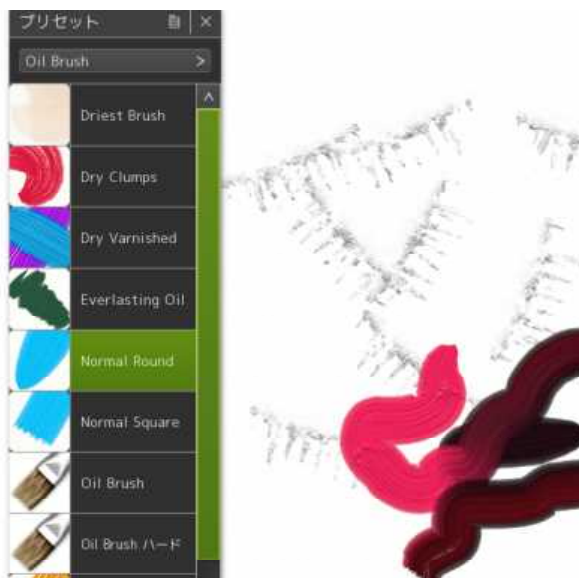 プリセット
Oil Brush
Driest Brush
Dry Clumps
Dry Varnished
Everlasting Oil
Normal Round
Normal Square
Oil Brush
Oil Brush ハード